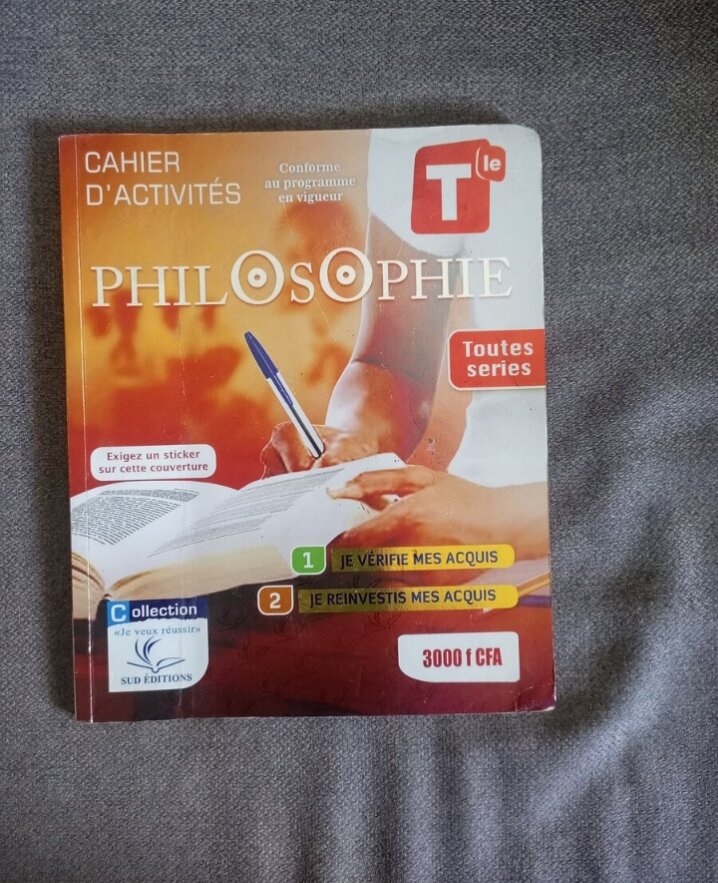 CAHIER
D'ACTIVITÉS
Conforme
au programme
en vigueur
T le
PHILOSOPHIE
Toutes
series
Exigez un sticker
sur cette couverture
1 JE VÉRIFIE MES ACQUIS
2 JE REINVESTIS MES ACQUIS
Collection
«Je veux réussir»
SUD ÉDITIONS
3000 f CFA